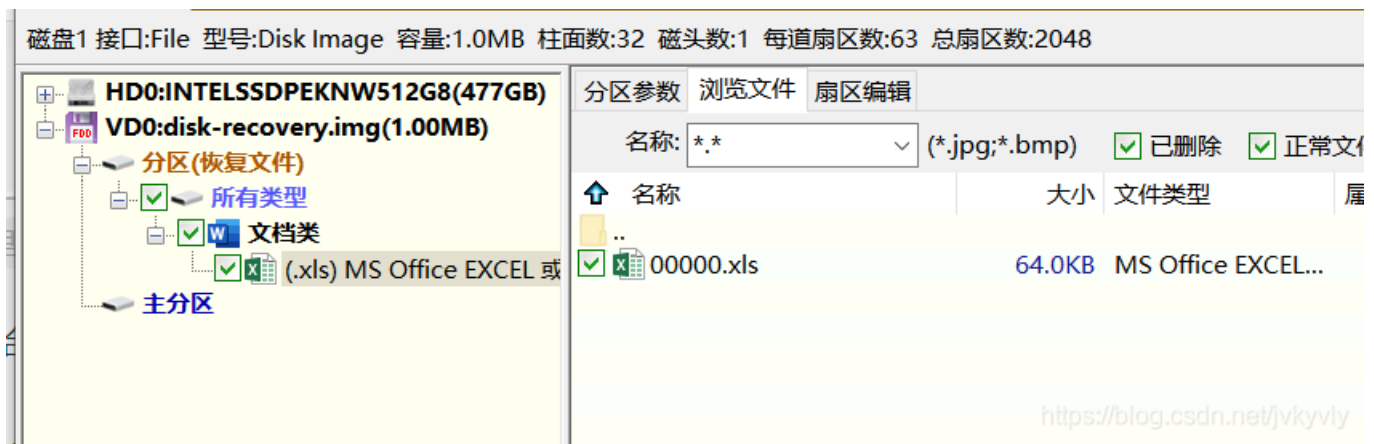 磁盘1 接口:File 型号:Disk Image 容量:1.0MB 柱面数:32 磁头数:1 每道扇区数:63 总扇区数:2048
HD0:INTELSSDPEKNW512G8(477GB)
FDD VD0:disk-recovery.img(1.00MB)
分区(恢复文件)
所有类型
文档类
(.xls) MS Office EXCEL 或
主分区
分区参数 浏览文件 扇区编辑
名称: *.* (*.jpg;*.bmp) 已删除 正常文
名称 大小 文件类型
..
00000.xls 64.0KB MS Office EXCEL...
https://blog.csdn.net/jvkyvly